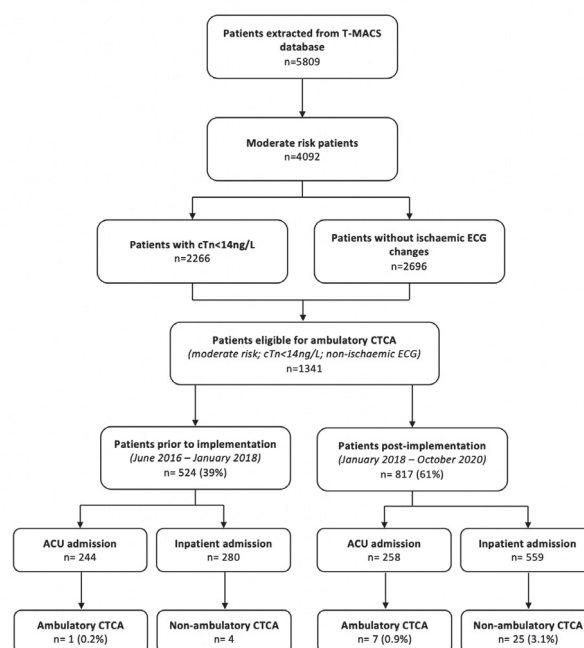 Patients extracted from T-MACS
database
n=5809
Moderate risk patients
n=4092
Patients with cTn<14ng/L
n=2266
Patients without ischaemic ECG
changes
n=2696
Patients eligible for ambulatory CTCA
(moderate risk; cTn<14ng/L; non-ischaemic ECG)
n=1341
Patients prior to implementation
(June 2016 – January 2018)
n= 524 (39%)
Patients post-implementation
(January 2018 – October 2020)
n= 817 (61%)
ACU admission
n= 244
Inpatient admission
n= 280
ACU admission
n= 258
Inpatient admission
n= 559
Ambulatory CTCA
n= 1 (0.2%)
Non-ambulatory CTCA
n= 4
Ambulatory CTCA
n= 7 (0.9%)
Non-ambulatory CTCA
n= 25 (3.1%)